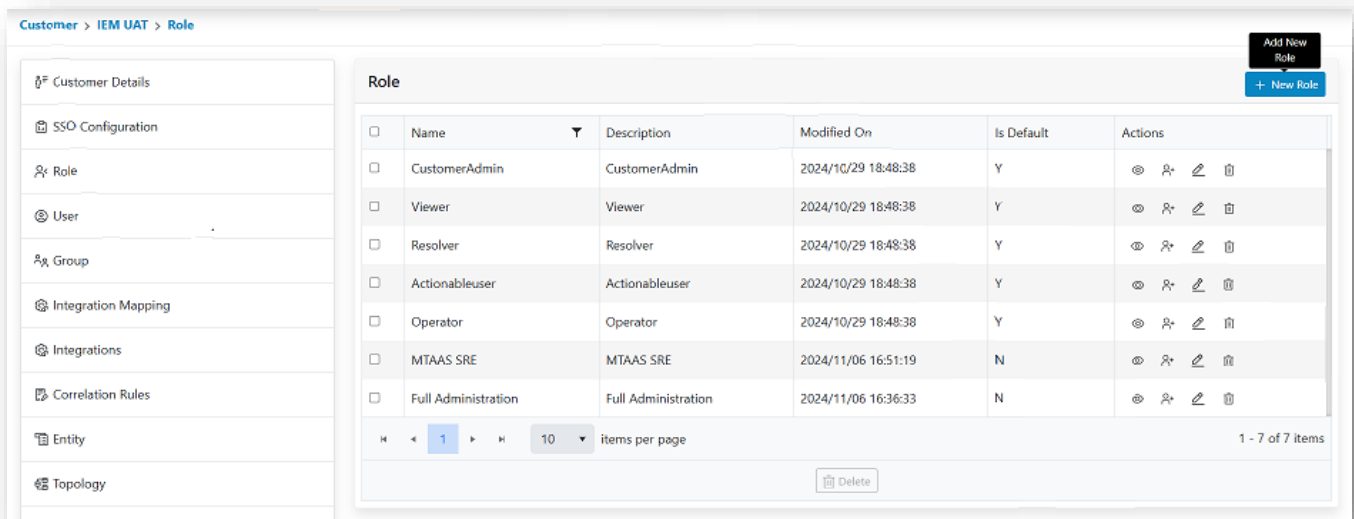 Customer > IEM UAT > Role
Add New
Role
Customer Details
SSO Configuration
Role
User
Group
Integration Mapping
Integrations
Correlation Rules
Entity
Topology
Role
+ New Role
Name Description Modified On Is Default Actions
CustomerAdmin CustomerAdmin 2024/10/29 18:48:38 Y
Viewer Viewer 2024/10/29 18:48:38 Y
Resolver Resolver 2024/10/29 18:48:38 Y
Actionableuser Actionableuser 2024/10/29 18:48:38 Y
Operator Operator 2024/10/29 18:48:38 Y
MTAAS SRE MTAAS SRE 2024/11/06 16:51:19 N
Full Administration Full Administration 2024/11/06 16:36:33 N
1 10 items per page 1 - 7 of 7 items
Delete